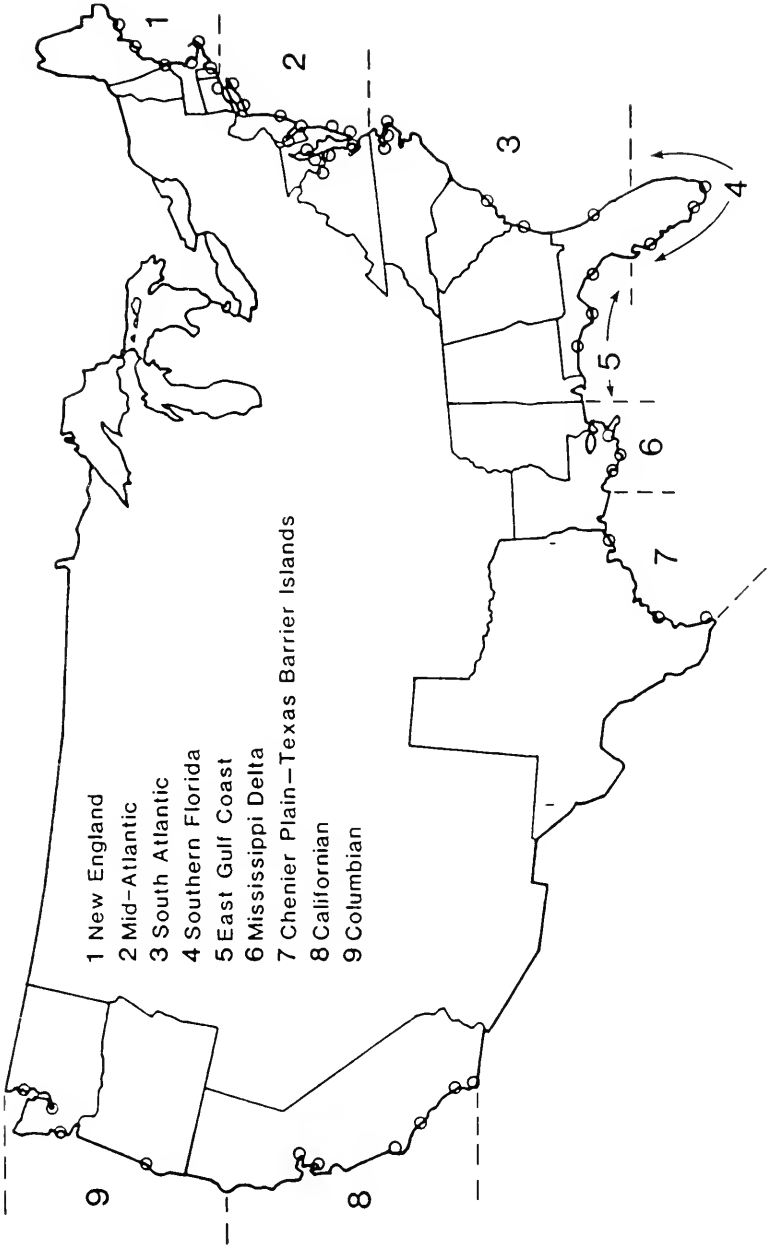 1 New England
2 Mid-Atlantic
3 South Atlantic
4 Southern Florida
5 East Gulf Coast
6 Mississippi Delta
7 Chenier Plain—Texas Barrier Islands
8 Californian
9 Columbian
9
8
7
6
5
4
3
2
1